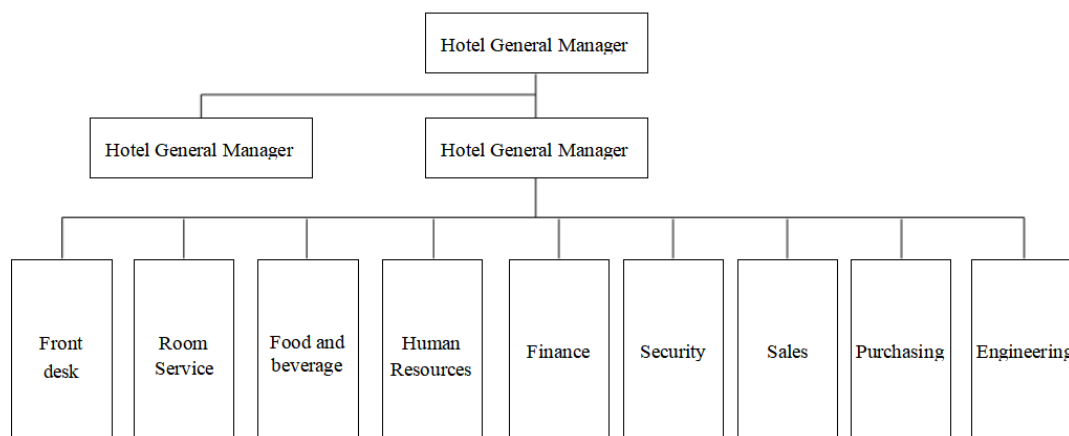 Hotel General Manager
Hotel General Manager
Hotel General Manager
Front
desk
Room
Service
Food and
beverage
Human
Resources
Finance
Security
Sales
Purchasing
Engineering